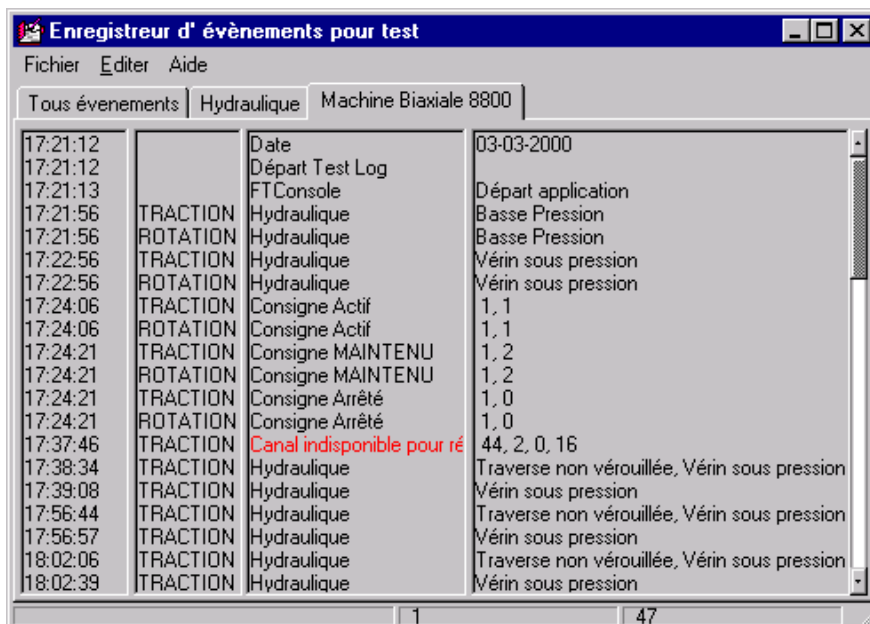 Enregistreur d' évènements pour test
Fichier Editer Aide
Tous évenements Hydraulique Machine Biaxiale 8800
17:21:12 Date 03-03-2000
17:21:12 Départ Test Log
17:21:13 FTConsole Départ application
17:21:56 TRACTION Hydraulique Basse Pression
17:21:56 ROTATION Hydraulique Basse Pression
17:22:56 TRACTION Hydraulique Vérin sous pression
17:22:56 ROTATION Hydraulique Vérin sous pression
17:24:06 TRACTION Consigne Actif 1, 1
17:24:06 ROTATION Consigne Actif 1, 1
17:24:21 TRACTION Consigne MAINTENU 1, 2
17:24:21 ROTATION Consigne MAINTENU 1, 2
17:24:21 TRACTION Consigne Arrêté 1, 0
17:24:21 ROTATION Consigne Arrêté 1, 0
17:37:46 TRACTION Canal indisponible pour ré 44, 2, 0, 16
17:38:34 TRACTION Hydraulique Traverse non vérouillée, Vérin sous pression
17:39:08 TRACTION Hydraulique Vérin sous pression
17:56:44 TRACTION Hydraulique Traverse non vérouillée, Vérin sous pression
17:56:57 TRACTION Hydraulique Vérin sous pression
18:02:06 TRACTION Hydraulique Traverse non vérouillée, Vérin sous pression
18:02:39 TRACTION Hydraulique Vérin sous pression
1 47